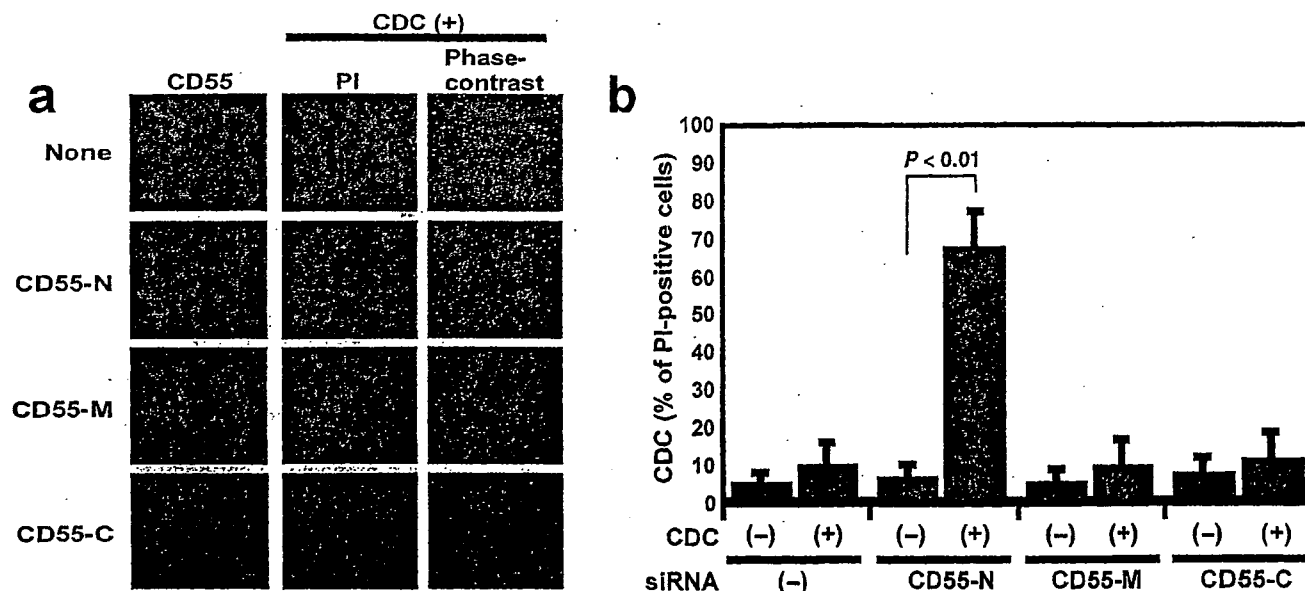 a
CDC (+)
CD55
PI
Phase-
contrast
None
CD55-N
CD55-M
CD55-C
b
CDC (% of PI-positive cells)
100
90
80
70
60
50
40
30
20
10
0
P < 0.01
CDC (–) (+) (–) (+) (–) (+) (–) (+)
siRNA (–) CD55-N CD55-M CD55-C